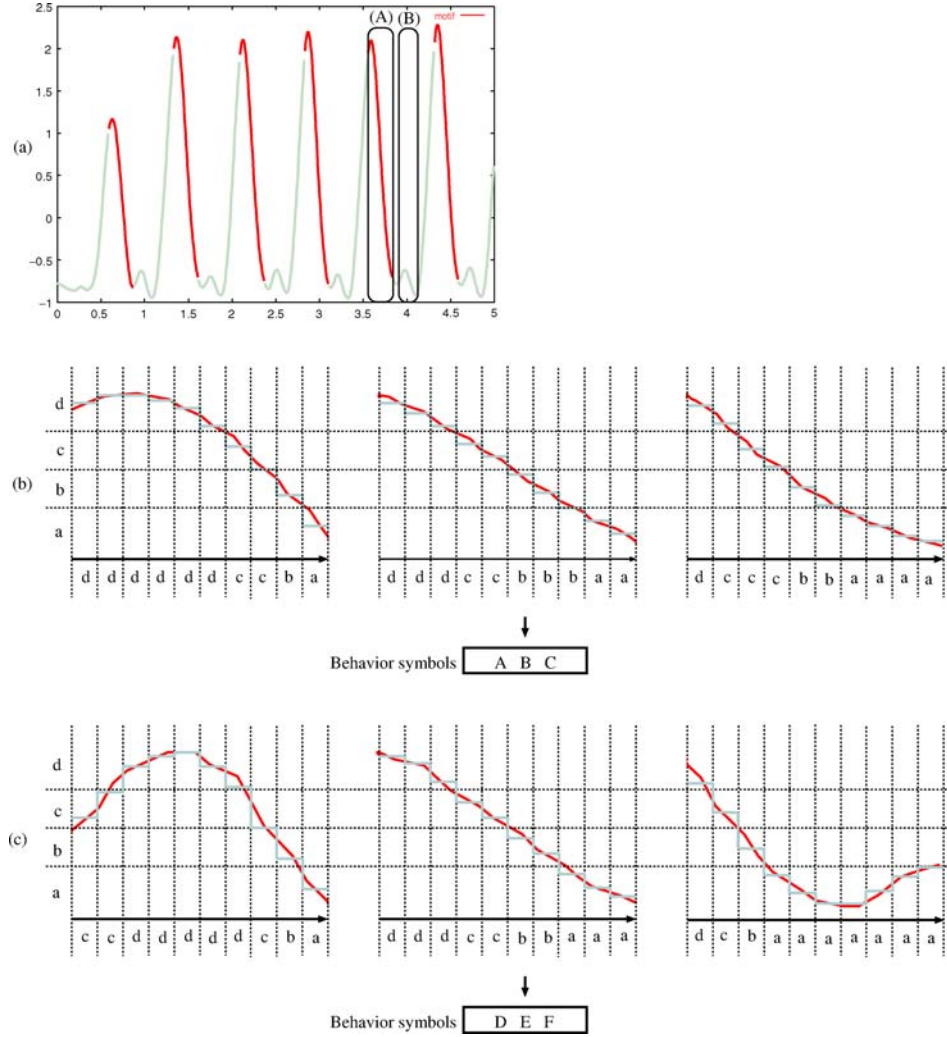 (A) (B)
motif
2.5
2
1.5
1
0.5
0
−0.5
−1
(a)
0 0.5 1 1.5 2 2.5 3 3.5 4 4.5 5
d
c
(b)
b
a
d d d d d d c c b a
d d d c c b b b a a
d c c c b b a a a a
Behavior symbols A B C
d
c
(c)
b
a
c c d d d d d c b a
d d d c c b b a a a
d c b a a a a a a a
Behavior symbols D E F